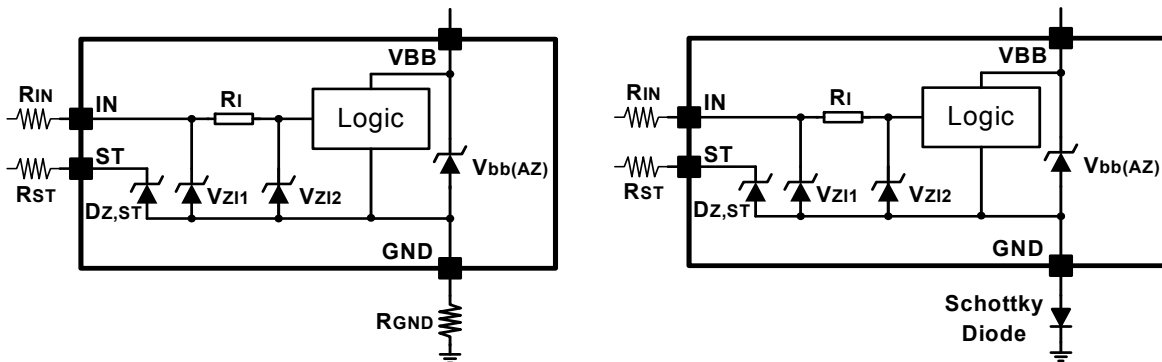 VBB
RIN
IN
RI
Logic
ST
RST
DZ,ST
VZI1
VZI2
Vbb(AZ)
GND
RGND
VBB
RIN
IN
RI
Logic
ST
RST
DZ,ST
VZI1
VZI2
Vbb(AZ)
GND
Schottky
Diode